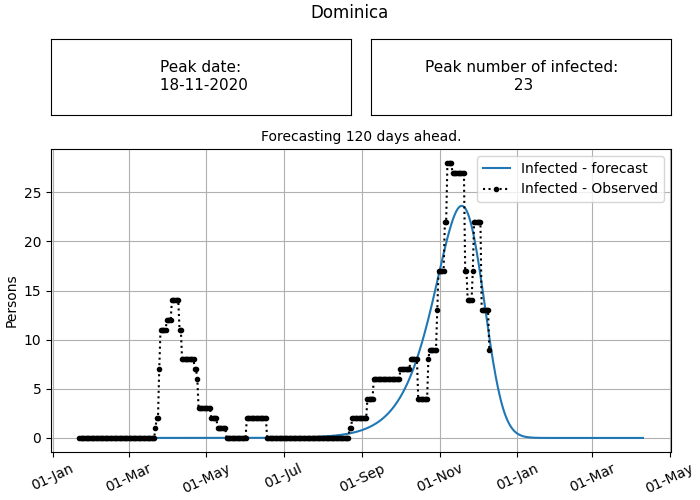 Dominica
Peak date:
18-11-2020
Peak number of infected:
23
Forecasting 120 days ahead.
Infected - forecast
Infected - Observed
Persons
25
20
15
10
5
0
01-Jan
01-Mar
01-May
01-Jul
01-Sep
01-Nov
01-Jan
01-Mar
01-May